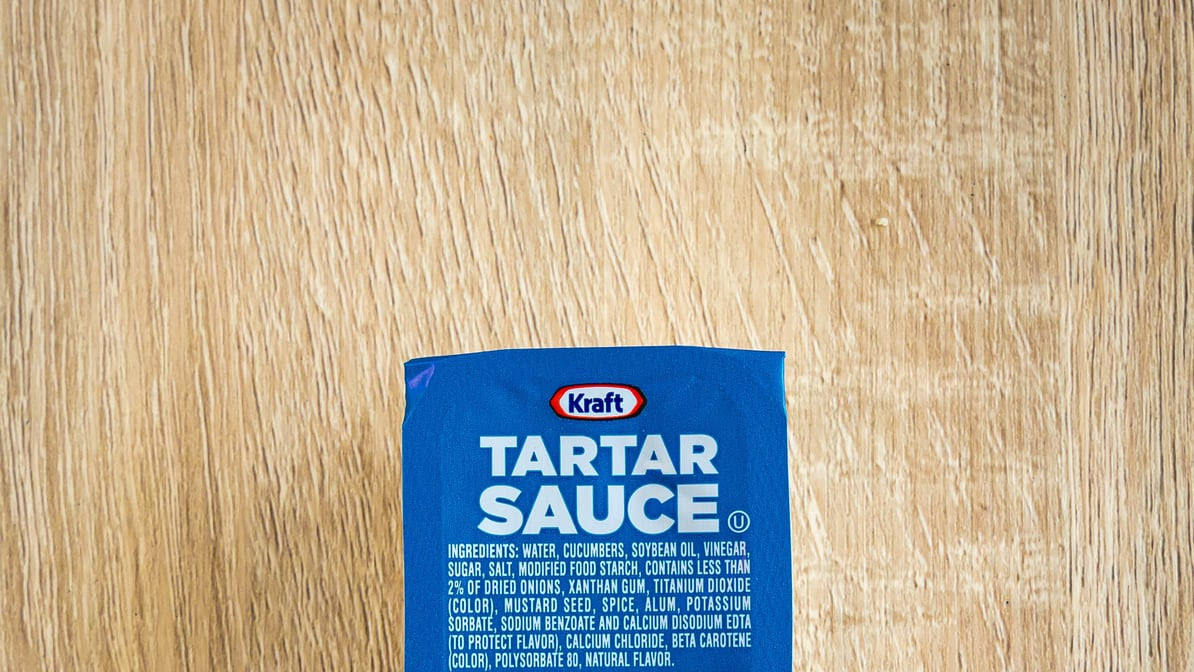 Kraft
TARTAR
SAUCE U
INGREDIENTS: WATER, CUCUMBERS, SOYBEAN OIL, VINEGAR,
SUGAR, SALT, MODIFIED FOOD STARCH, CONTAINS LESS THAN
2% OF DRIED ONIONS, XANTHAN GUM, TITANIUM DIOXIDE
(COLOR), MUSTARD SEED, SPICE, ALUM, POTASSIUM
SORBATE, SODIUM BENZOATE AND CALCIUM DISODIUM EDTA
(TO PROTECT FLAVOR), CALCIUM CHLORIDE, BETA CAROTENE
(COLOR), POLYSORBATE 80, NATURAL FLAVOR.